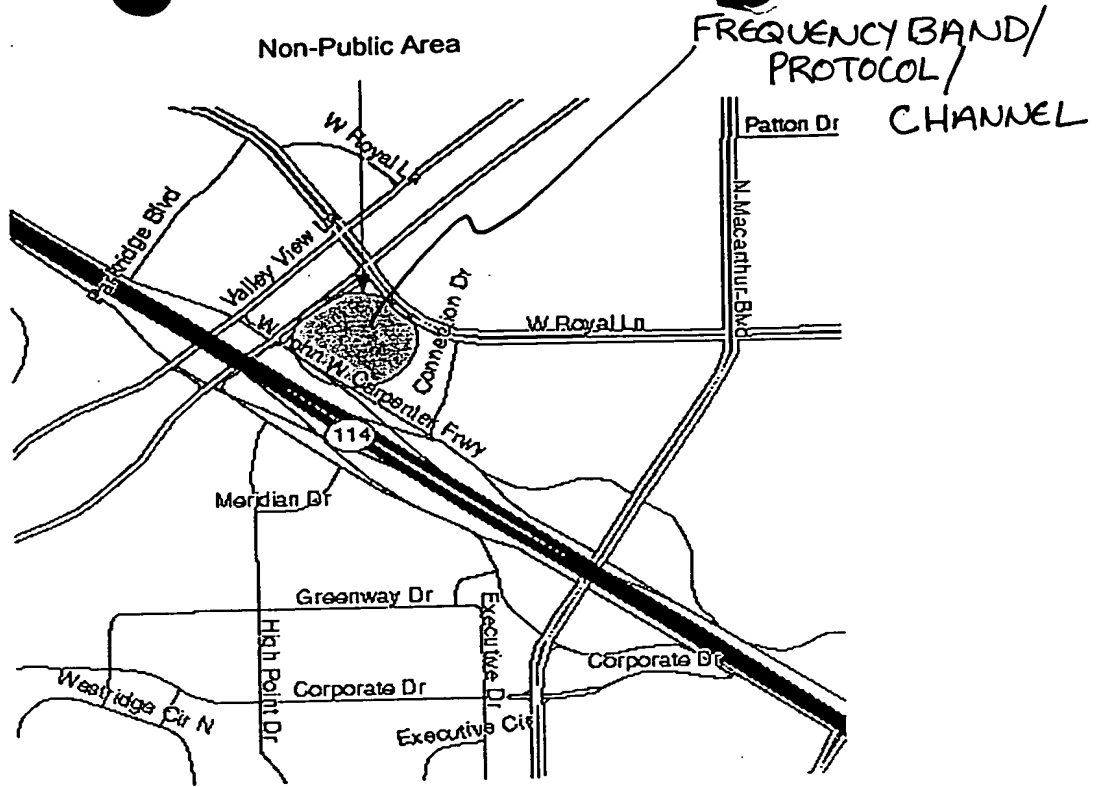 FREQUENCY BAND/
PROTOCOL/
CHANNEL
Non-Public Area
Patton Dr
W Royal Ln
N-Macarthur-Blvd
Parkridge Blvd
Valley View Ln
Connection Dr
W Royal Ln
W John W Carpenter Frwy
114
Meridian Dr
Greenway Dr
Executive Dr
High Point Dr
Corporate Dr
Corporate Dr
Westridge Cir N
Executive Cir